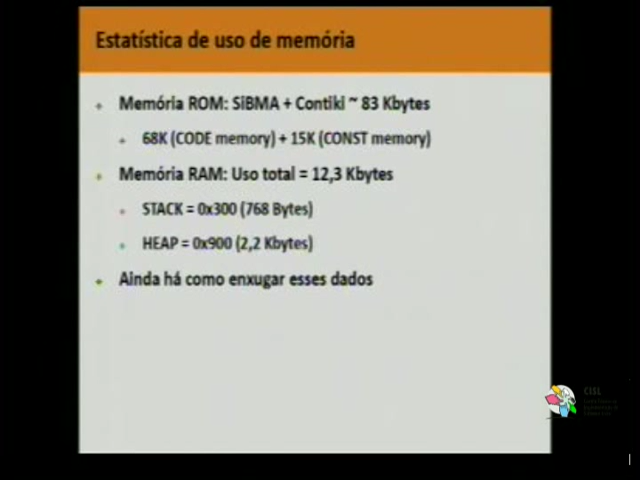 Estatística de uso de memória
Memória ROM: SiBMA + Contiki ~ 83 Kbytes
68K (CODE memory) + 15K (CONST memory)
Memória RAM: Uso total = 12,3 Kbytes
STACK = 0x300 (768 Bytes)
HEAP = 0x900 (2,2 Kbytes)
Ainda há como enxugar esses dados
CISL